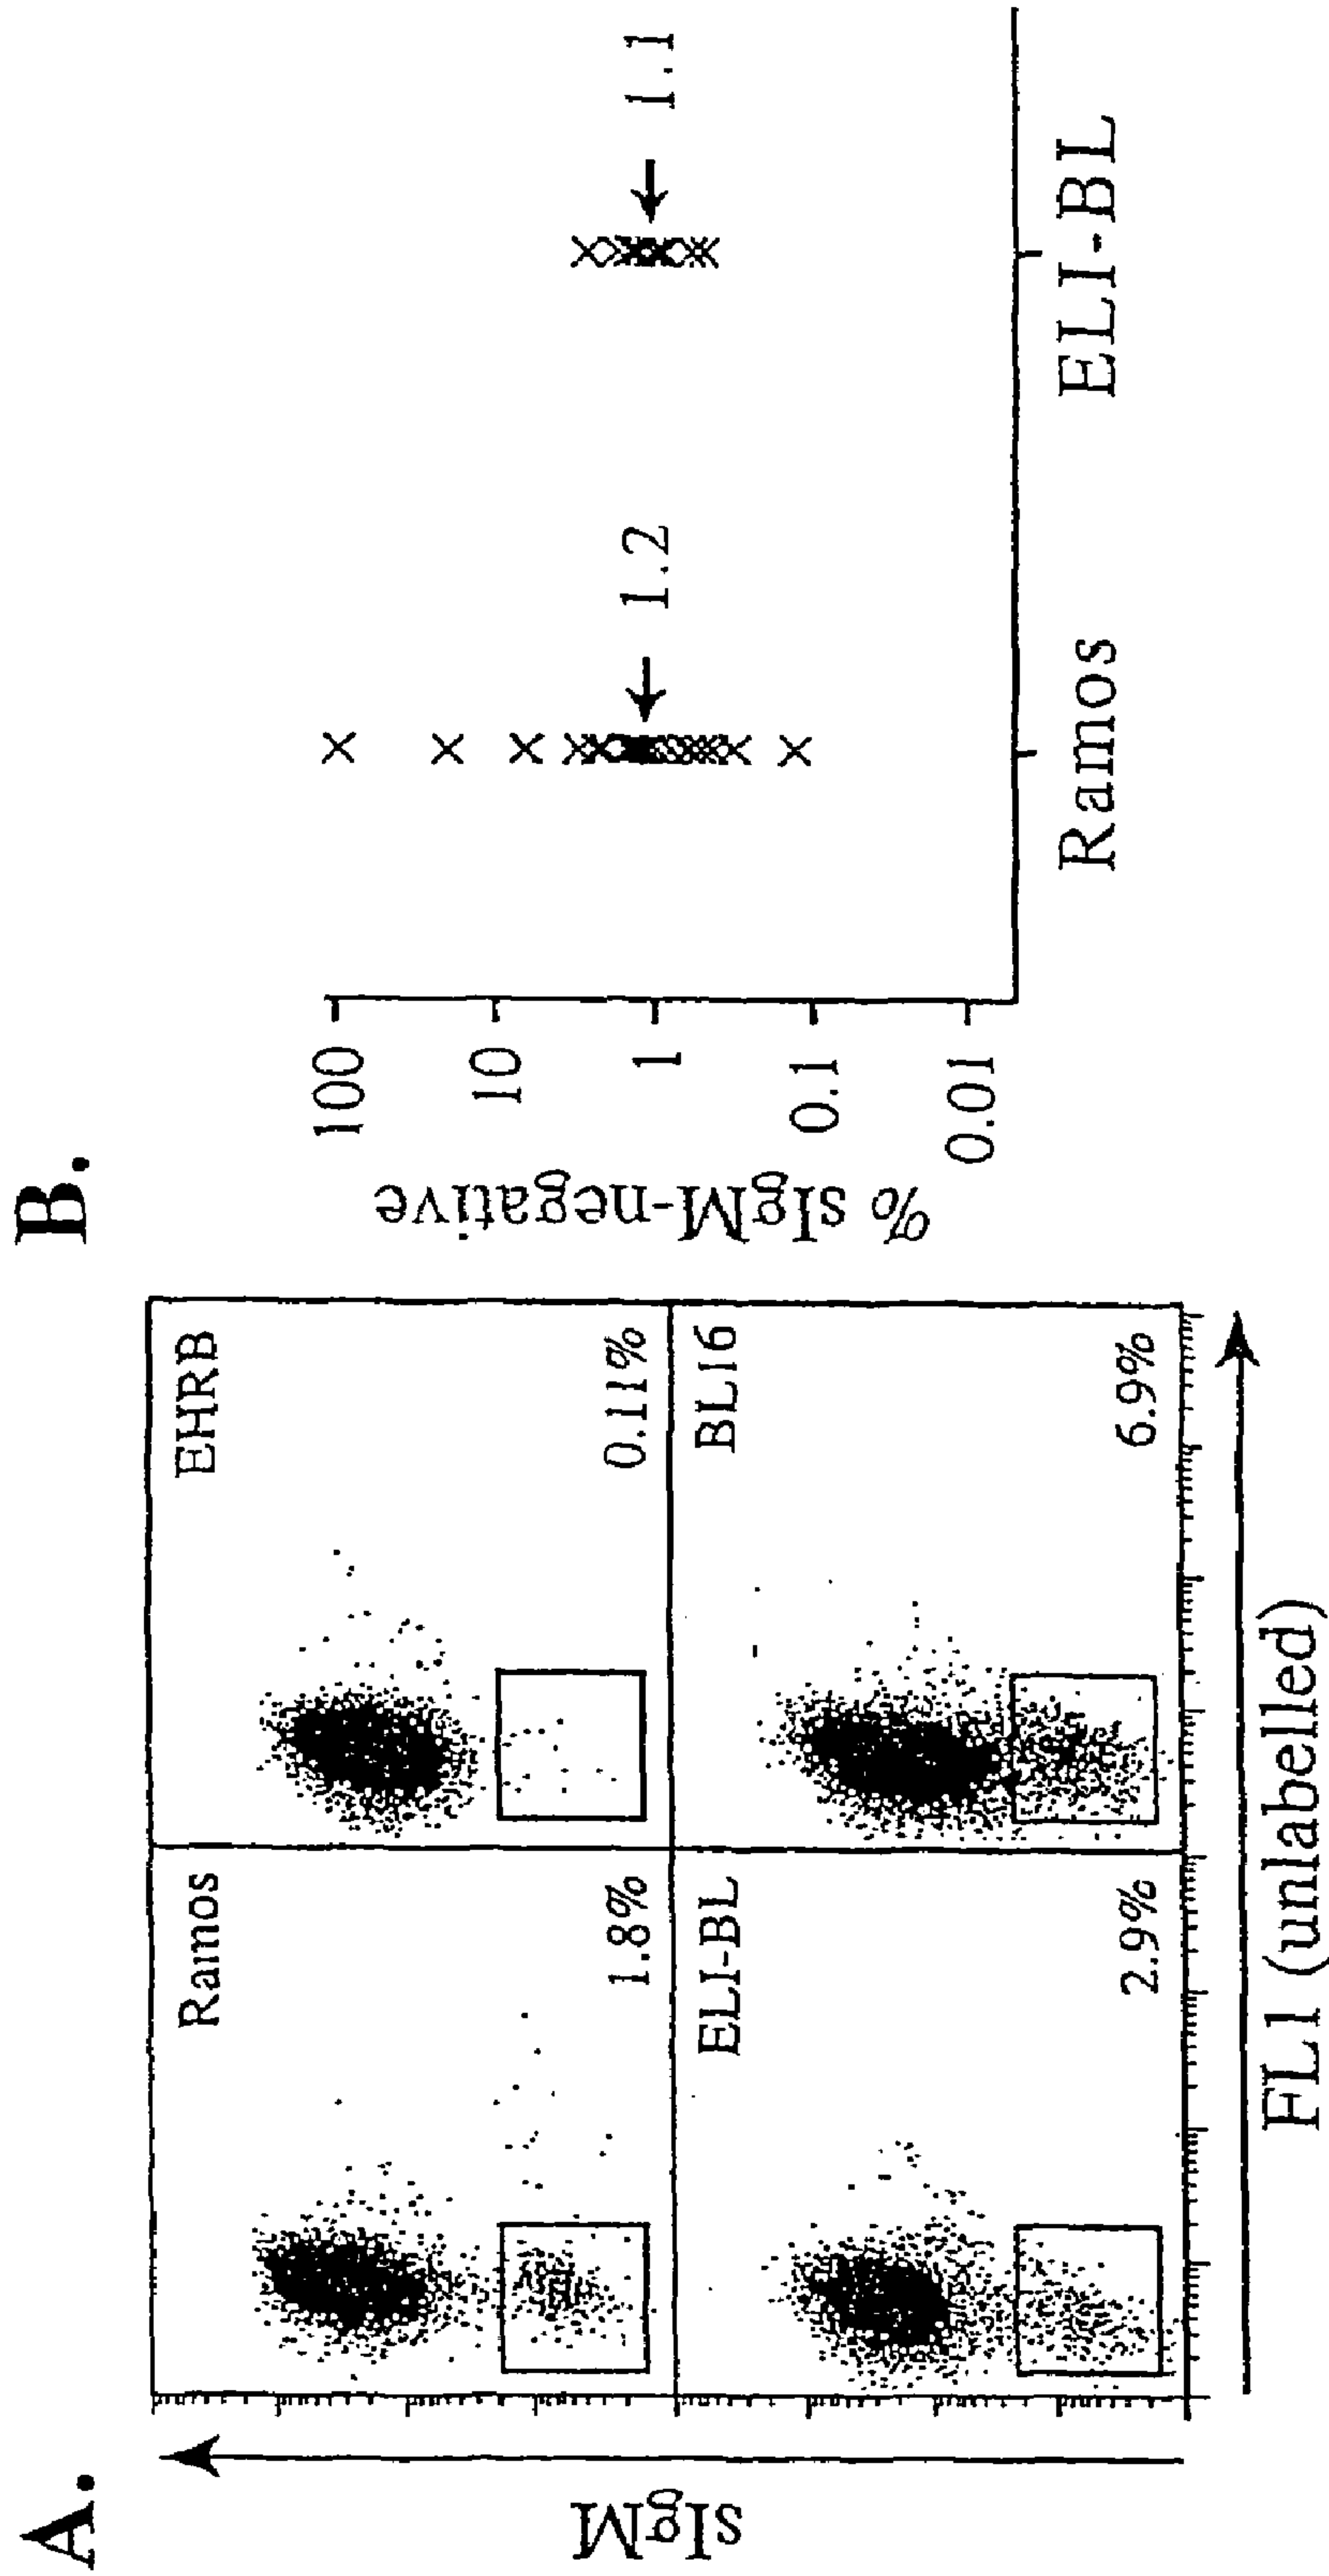 A.
sIgM
Ramos
1.8%
EHRB
0.11%
ELI-BL
2.9%
BL16
6.9%
FL1 (unlabelled)
B.
% sIgM-negative
100
10
1
0.1
0.01
1.2
1.1
Ramos
ELI-BL